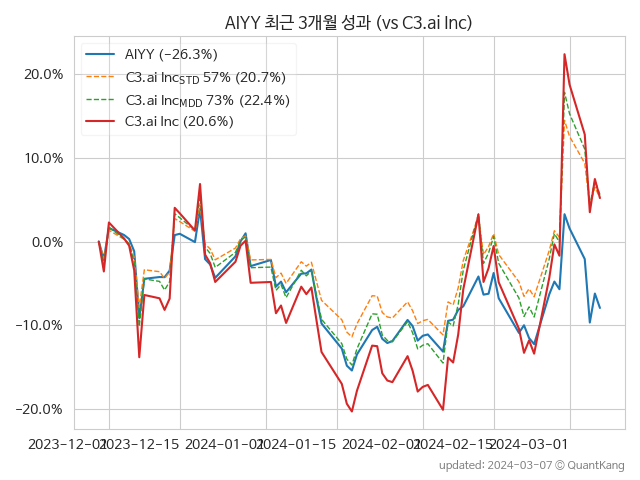 AIYY 최근 3개월 성과 (vs C3.ai Inc)
AIYY (−26.3%)
C3.ai IncSTD 57% (20.7%)
C3.ai IncMDD 73% (22.4%)
C3.ai Inc (20.6%)
20.0%
10.0%
0.0%
−10.0%
−20.0%
2023-12-01
2023-12-15
2024-01-01
2024-01-15
2024-02-01
2024-02-15
2024-03-01
updated: 2024-03-07 © QuantKang